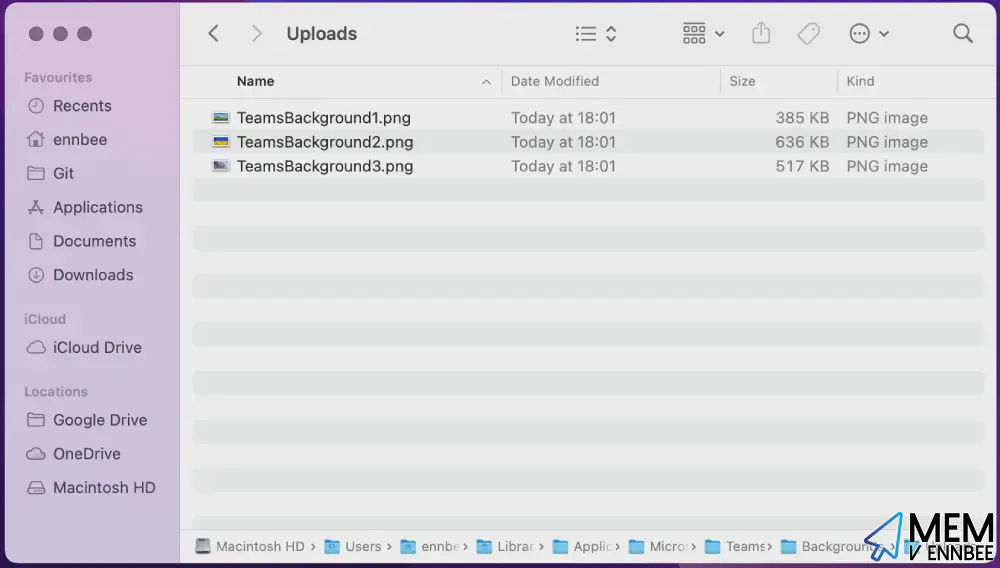 Uploads
Favourites
Recents
ennbee
Git
Applications
Documents
Downloads
iCloud
iCloud Drive
Locations
Google Drive
OneDrive
Macintosh HD
Name Date Modified Size Kind
TeamsBackground1.png Today at 18:01 385 KB PNG image
TeamsBackground2.png Today at 18:01 636 KB PNG image
TeamsBackground3.png Today at 18:01 517 KB PNG image
Macintosh HD › Users › ennbe › Librar › Applic › Micros › Teams › Backgrounds ›
MEM
V ENNBEE